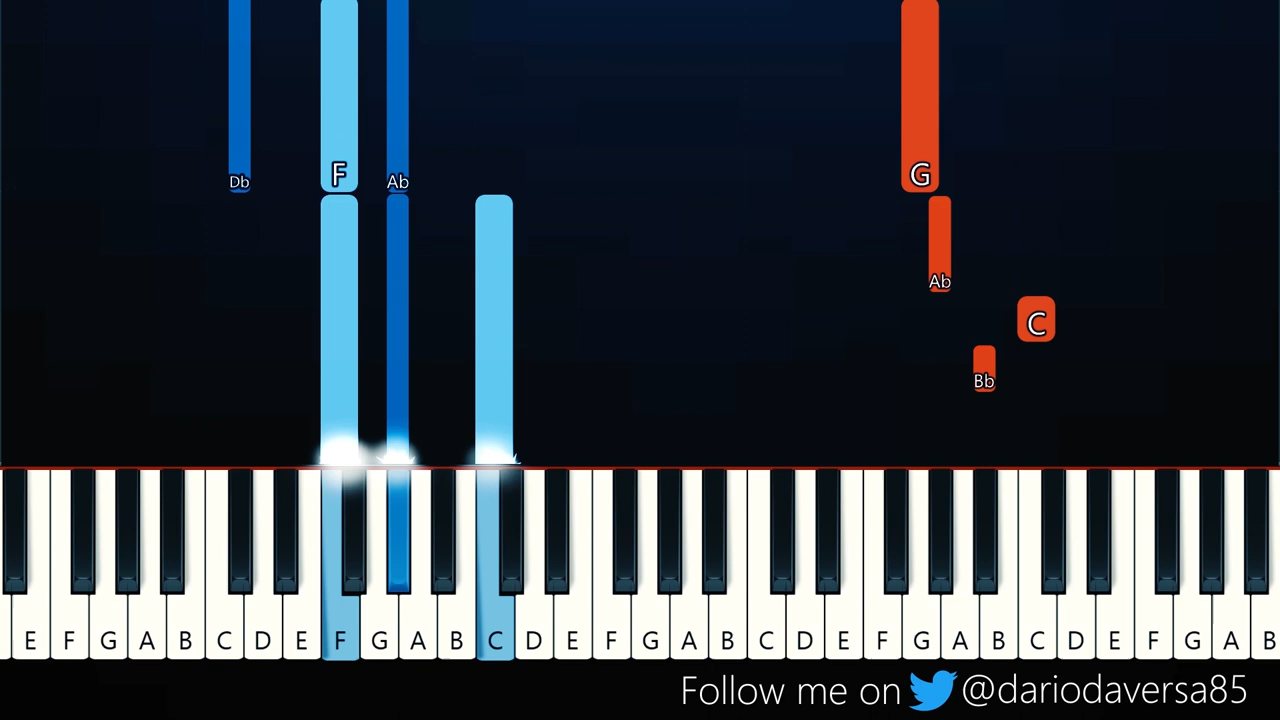 Db F Ab G
Ab
C
Bb
E F G A B C D E F G A B C D E F G A B C D E F G A B C D E F G A B
Follow me on @dariodaversa85